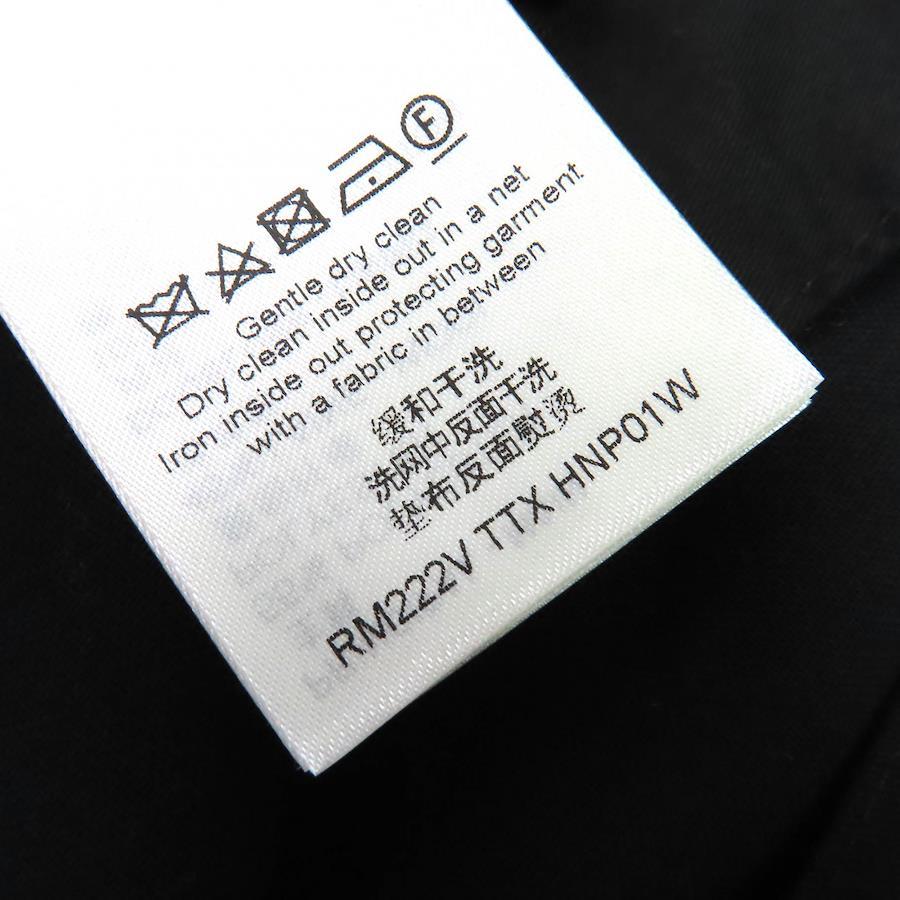 F
Gentle dry clean
Dry clean inside out in a net
Iron inside out protecting garment
with a fabric in between
缓和干洗
洗网中反面干洗
垫布反面熨烫
RM222V TTX HNP01W